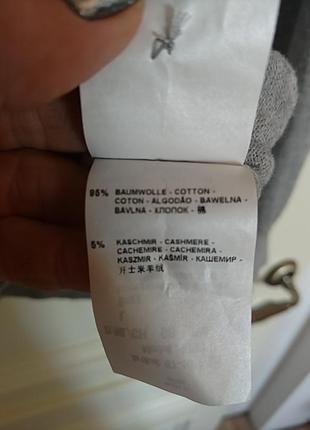 95% BAUMWOLLE - COTTON -
COTON - ALGODÃO - BAWELNA -
BAVLNA - ХЛОПОК - 棉
5% KASCHMIR - CASHMERE -
CACHEMIRE - CACHEMIRA -
KASZMIR - KAŠMÍR - КАШЕМИР -
开士米羊绒